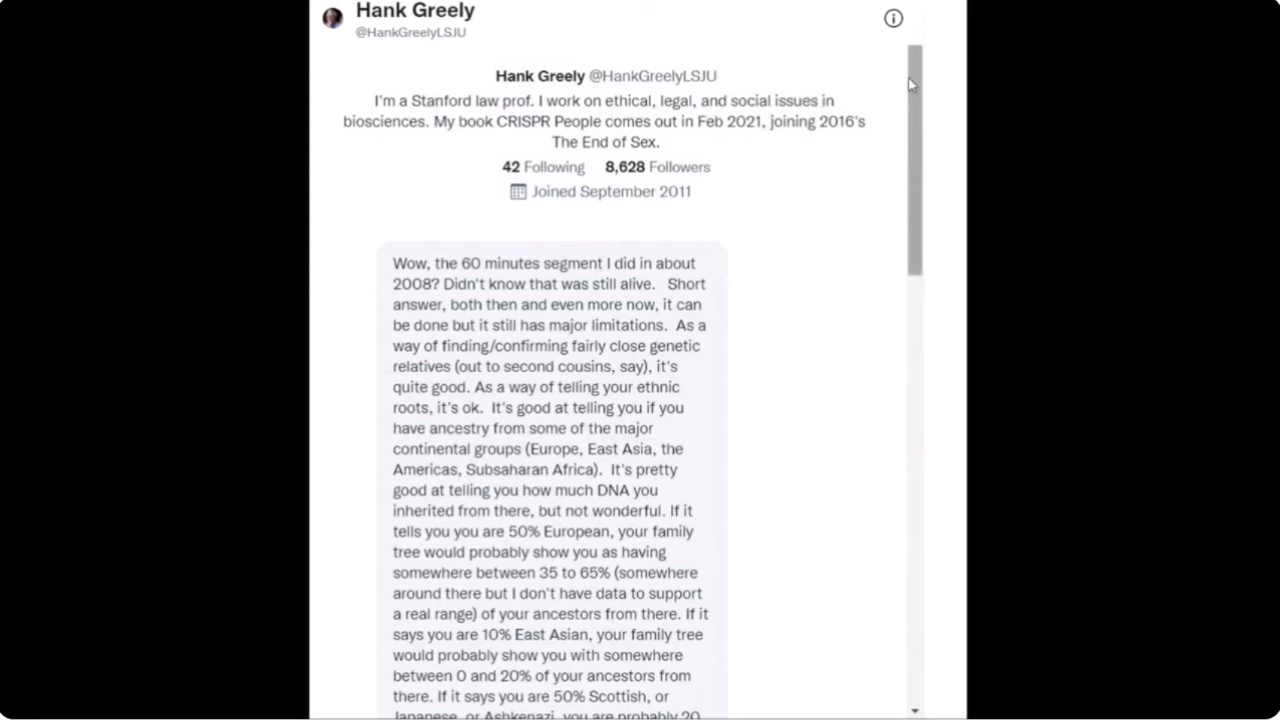 Hank Greely
@HankGreelyLSJU
Hank Greely @HankGreelyLSJU
I'm a Stanford law prof. I work on ethical, legal, and social issues in
biosciences. My book CRISPR People comes out in Feb 2021, joining 2016's
The End of Sex.
42 Following 8,628 Followers
Joined September 2011
Wow, the 60 minutes segment I did in about
2008? Didn't know that was still alive. Short
answer, both then and even more now, it can
be done but it still has major limitations. As a
way of finding/confirming fairly close genetic
relatives (out to second cousins, say), it's
quite good. As a way of telling your ethnic
roots, it's ok. It's good at telling you if you
have ancestry from some of the major
continental groups (Europe, East Asia, the
Americas, Subsaharan Africa). It's pretty
good at telling you how much DNA you
inherited from there, but not wonderful. If it
tells you you are 50% European, your family
tree would probably show you as having
somewhere between 35 to 65% (somewhere
around there but I don't have data to support
a real range) of your ancestors from there. If it
says you are 10% East Asian, your family tree
would probably show you with somewhere
between 0 and 20% of your ancestors from
there. If it says you are 50% Scottish, or
Japanese, or Ashkenazi, you are probably 20